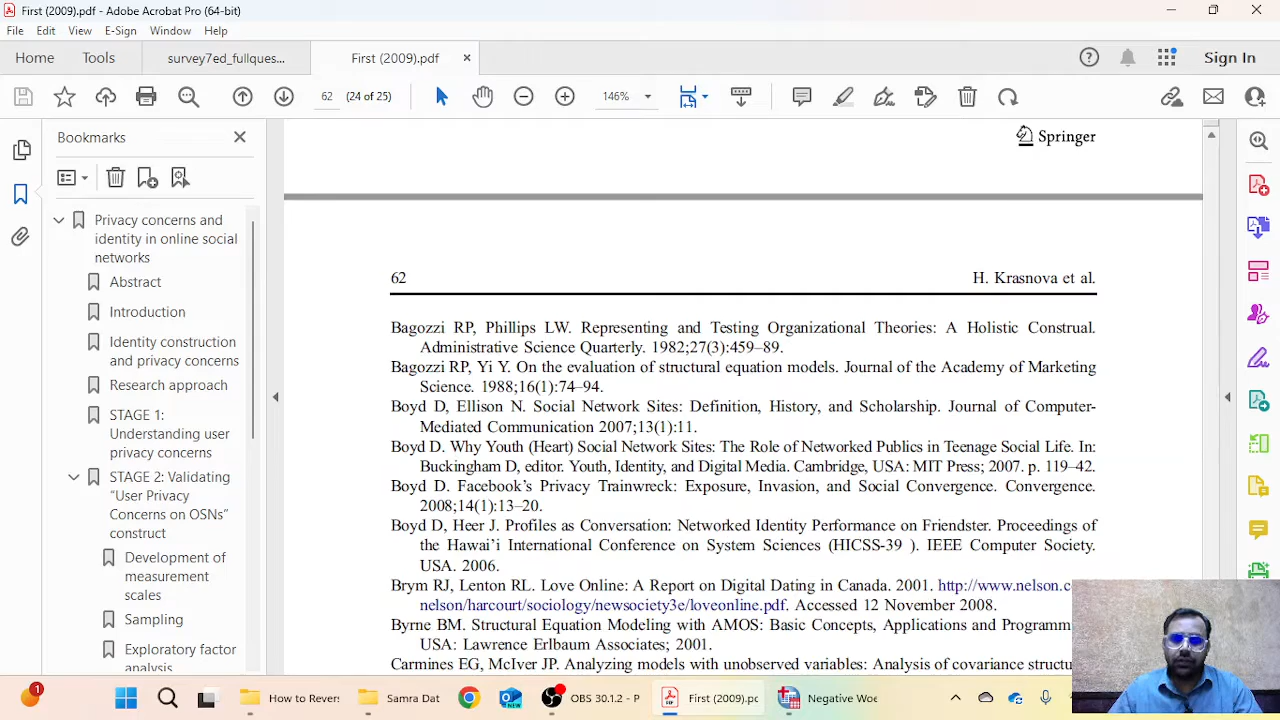 First (2009).pdf - Adobe Acrobat Pro (64-bit)
File Edit View E-Sign Window Help
Home Tools survey7ed_fullques... First (2009).pdf Sign In
62 (24 of 25) 146%
Bookmarks
Privacy concerns and
identity in online social
networks
Abstract
Introduction
Identity construction
and privacy concerns
Research approach
STAGE 1:
Understanding user
privacy concerns
STAGE 2: Validating
“User Privacy
Concerns on OSNs”
construct
Development of
measurement
scales
Sampling
Exploratory factor
analysis
Springer
62 H. Krasnova et al.
Bagozzi RP, Phillips LW. Representing and Testing Organizational Theories: A Holistic Construal.
Administrative Science Quarterly. 1982;27(3):459–89.
Bagozzi RP, Yi Y. On the evaluation of structural equation models. Journal of the Academy of Marketing
Science. 1988;16(1):74–94.
Boyd D, Ellison N. Social Network Sites: Definition, History, and Scholarship. Journal of Computer-
Mediated Communication 2007;13(1):11.
Boyd D. Why Youth (Heart) Social Network Sites: The Role of Networked Publics in Teenage Social Life. In:
Buckingham D, editor. Youth, Identity, and Digital Media. Cambridge, USA: MIT Press; 2007. p. 119–42.
Boyd D. Facebook’s Privacy Trainwreck: Exposure, Invasion, and Social Convergence. Convergence.
2008;14(1):13–20.
Boyd D, Heer J. Profiles as Conversation: Networked Identity Performance on Friendster. Proceedings of
the Hawai’i International Conference on System Sciences (HICSS-39 ). IEEE Computer Society.
USA. 2006.
Brym RJ, Lenton RL. Love Online: A Report on Digital Dating in Canada. 2001. http://www.nelson.c
nelson/harcourt/sociology/newsociety3e/loveonline.pdf. Accessed 12 November 2008.
Byrne BM. Structural Equation Modeling with AMOS: Basic Concepts, Applications and Programm
USA: Lawrence Erlbaum Associates; 2001.
Carmines EG, McIver JP. Analyzing models with unobserved variables: Analysis of covariance structu
1 How to Rever Samra Dat OBS 30.1.2 - P First (2009).pd Negative Woe